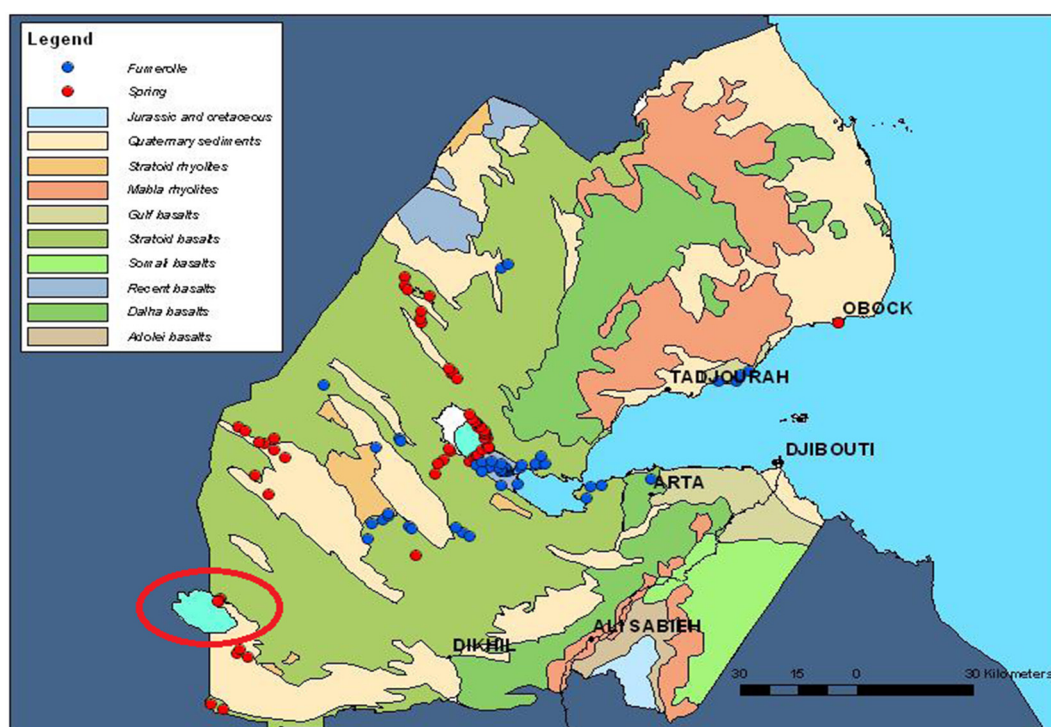 Legend
Fumerolle
Spring
Jurassic and cretaceous
Quaternary sediments
Stratoid rhyolites
Mabla rhyolites
Gulf basalts
Stratoid basalts
Somali basalts
Recent basalts
Dalha basalts
Adolei basalts
OBOCK
TADJOURAH
DJIBOUTI
ARTA
ALI SABIEH
DIKHIL
30 15 0 30 Kilometers